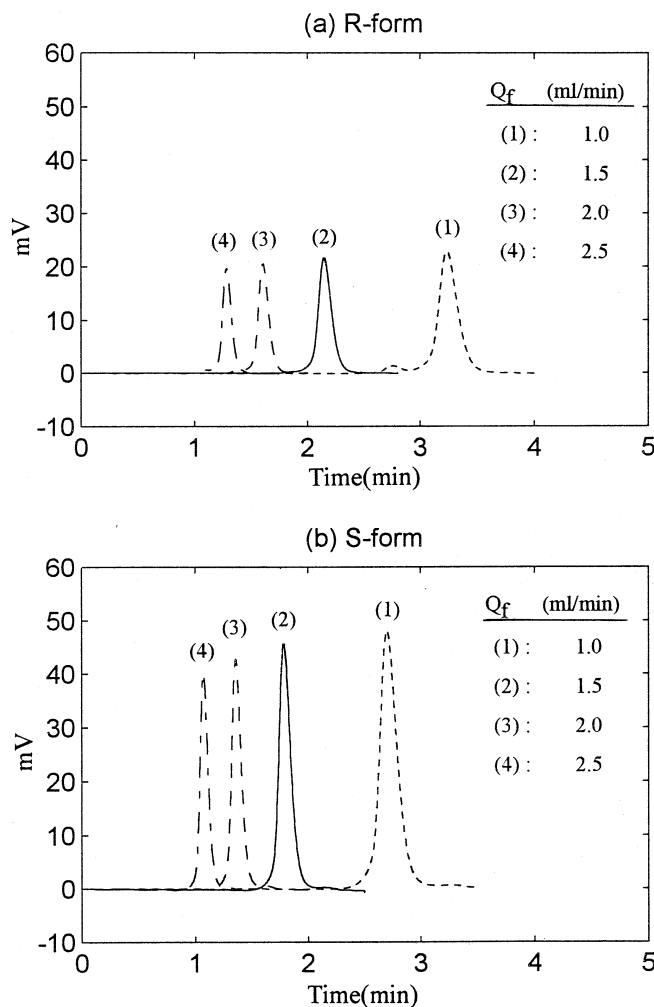 (a) R-form
60
50
40
30
20
10
0
-10
mV
Q_f (ml/min)
(1) : 1.0
(2) : 1.5
(3) : 2.0
(4) : 2.5
(4) (3) (2) (1)
0 1 2 3 4 5
Time(min)
(b) S-form
60
50
40
30
20
10
0
-10
mV
Q_f (ml/min)
(1) : 1.0
(2) : 1.5
(3) : 2.0
(4) : 2.5
(4) (3) (2) (1)
0 1 2 3 4 5
Time(min)